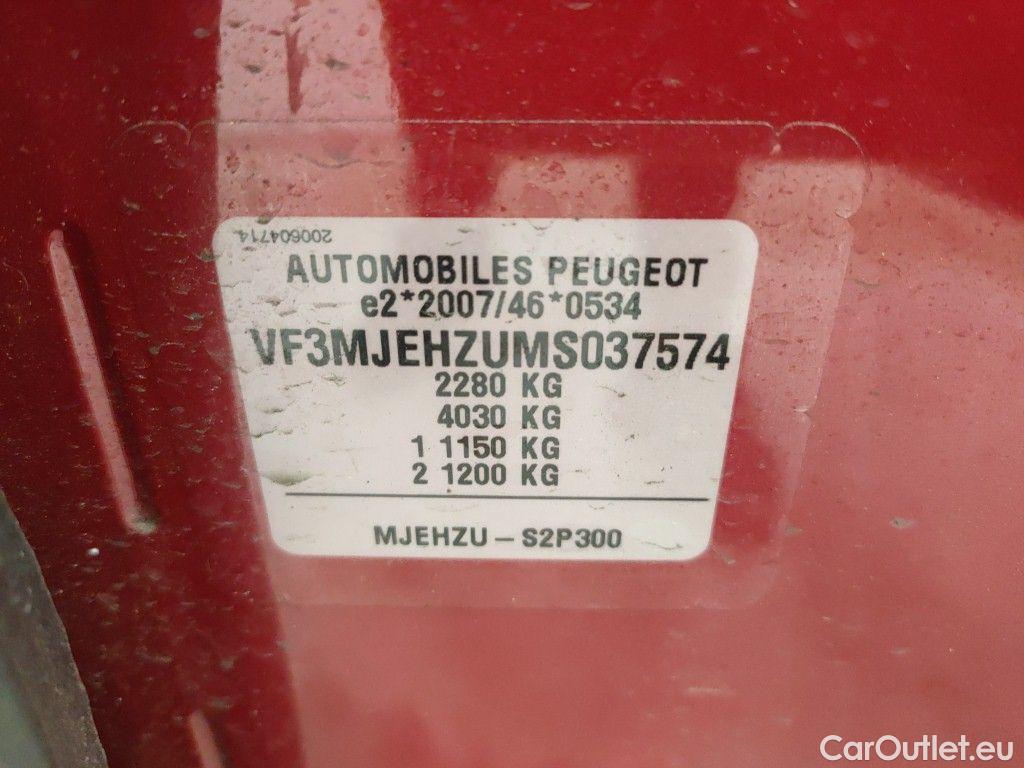 200604714
AUTOMOBILES PEUGEOT
e2*2007/46*0534
VF3MJEHZUMS037574
2280 KG
4030 KG
1 1150 KG
2 1200 KG
MJEHZU – S2P300
CarOutlet.eu